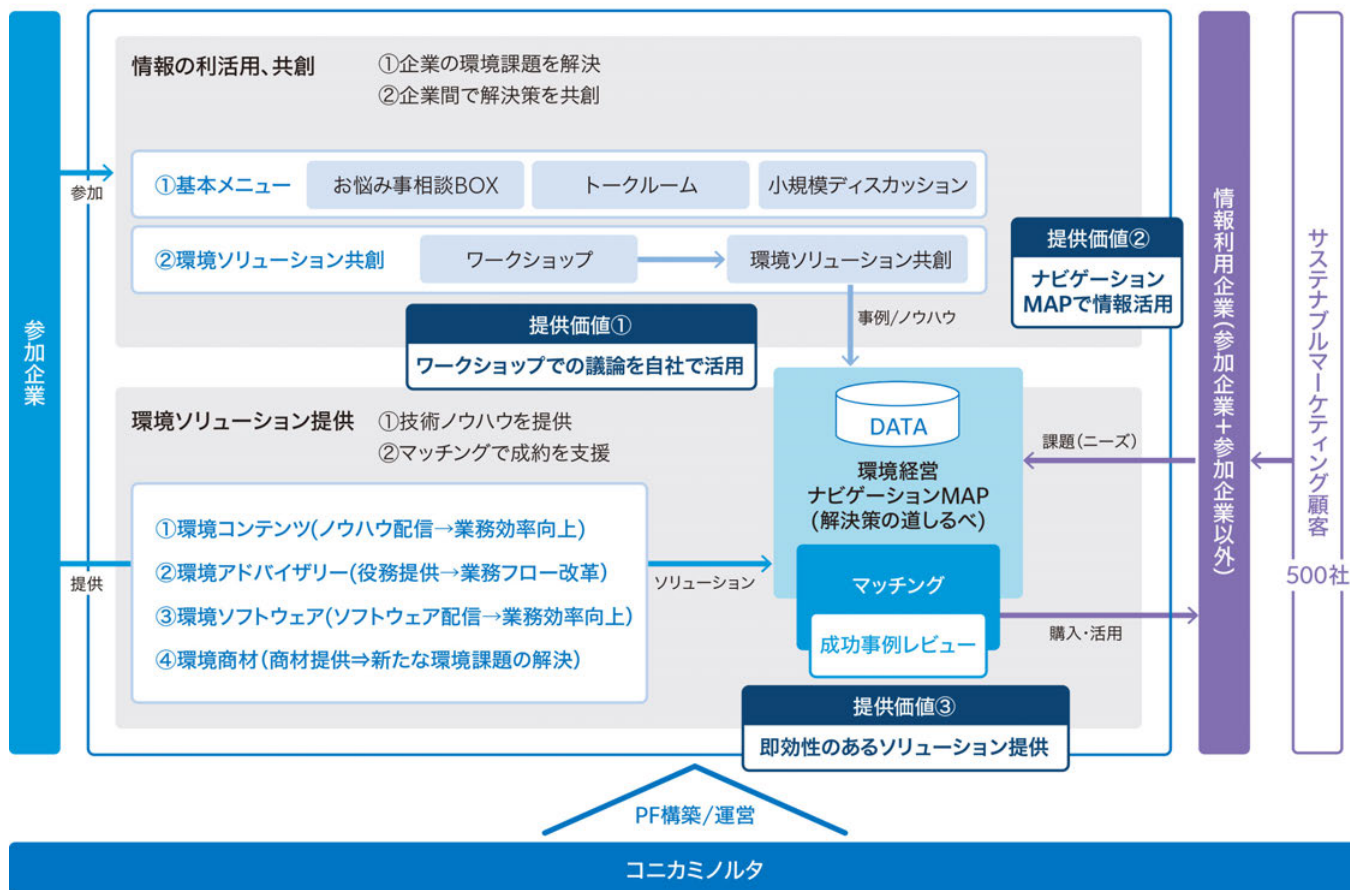 情報の利活用、共創
①企業の環境課題を解決
②企業間で解決策を共創
参加
①基本メニュー
お悩み事相談BOX
トークルーム
小規模ディスカッション
②環境ソリューション共創
ワークショップ
環境ソリューション共創
提供価値②
ナビゲーション
MAPで情報活用
提供価値①
ワークショップでの議論を自社で活用
事例/ノウハウ
参加企業
環境ソリューション提供
①技術ノウハウを提供
②マッチングで成約を支援
DATA
環境経営
ナビゲーションMAP
(解決策の道しるべ)
課題(ニーズ)
情報利用企業(参加企業+参加企業以外)
サステナブルマーケティング顧客
500社
①環境コンテンツ(ノウハウ配信→業務効率向上)
②環境アドバイザリー(役務提供→業務フロー改革)
③環境ソフトウェア(ソフトウェア配信→業務効率向上)
④環境商材(商材提供⇒新たな環境課題の解決)
提供
ソリューション
マッチング
成功事例レビュー
購入・活用
提供価値③
即効性のあるソリューション提供
PF構築/運営
コニカミノルタ